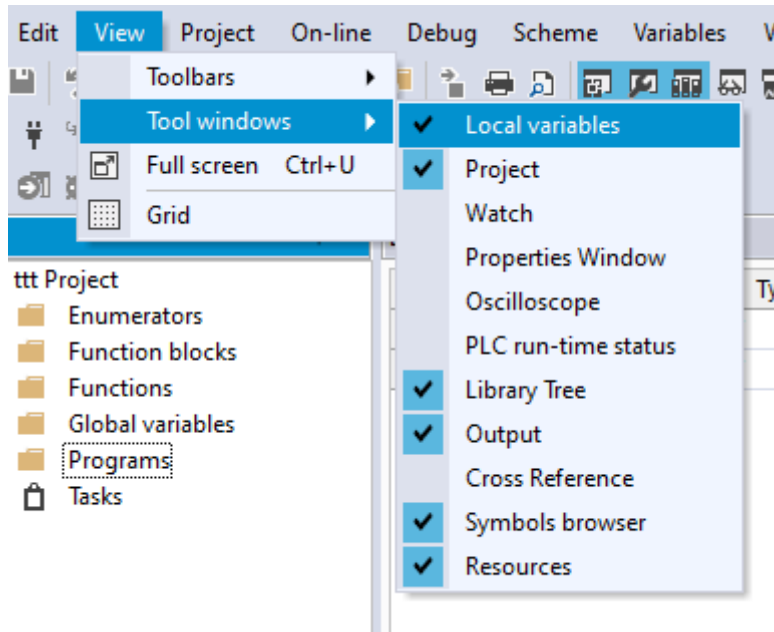 Edit View Project On-line Debug Scheme Variables
Toolbars
Tool windows
Full screen Ctrl+U
Grid
Local variables
Project
Watch
Properties Window
Oscilloscope
PLC run-time status
Library Tree
Output
Cross Reference
Symbols browser
Resources
ttt Project
Enumerators
Function blocks
Functions
Global variables
Programs
Tasks